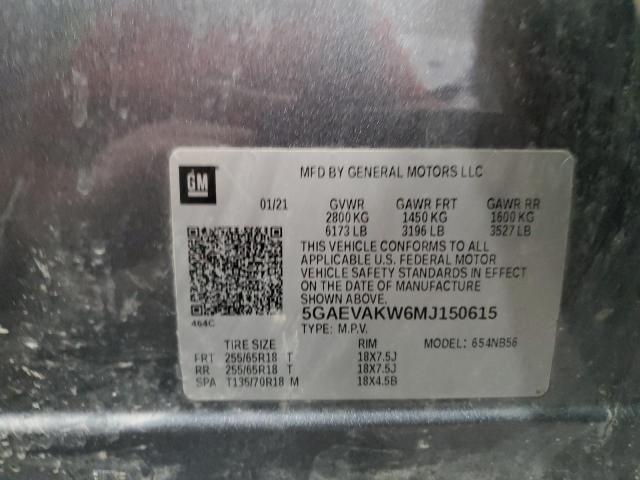 GM
MFD BY GENERAL MOTORS LLC
01/21 GVWR GAWR FRT GAWR RR
2800 KG 1450 KG 1600 KG
6173 LB 3196 LB 3527 LB
THIS VEHICLE CONFORMS TO ALL
APPLICABLE U.S. FEDERAL MOTOR
VEHICLE SAFETY STANDARDS IN EFFECT
ON THE DATE OF MANUFACTURE
SHOWN ABOVE.
464C
5GAEVAKW6MJ150615
TYPE: M.P.V.
TIRE SIZE RIM MODEL: 654NB56
FRT 255/65R18 T 18X7.5J
RR 255/65R18 T 18X7.5J
SPA T135/70R18 M 18X4.5B